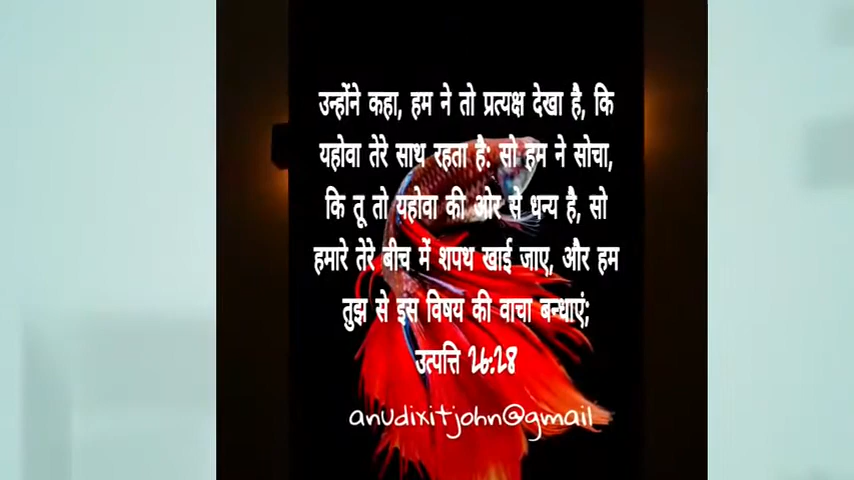 उन्होंने कहा, हम ने तो प्रत्यक्ष देखा है, कि
यहोवा तेरे साथ रहता है: सो हम ने सोचा,
कि तू तो यहोवा की ओर से धन्य है, सो
हमारे तेरे बीच में शपथ खाई जाए, और हम
तुझ से इस विषय की वाचा बन्धाएं;
उत्पत्ति 26:28
anudixitjohn@gmail